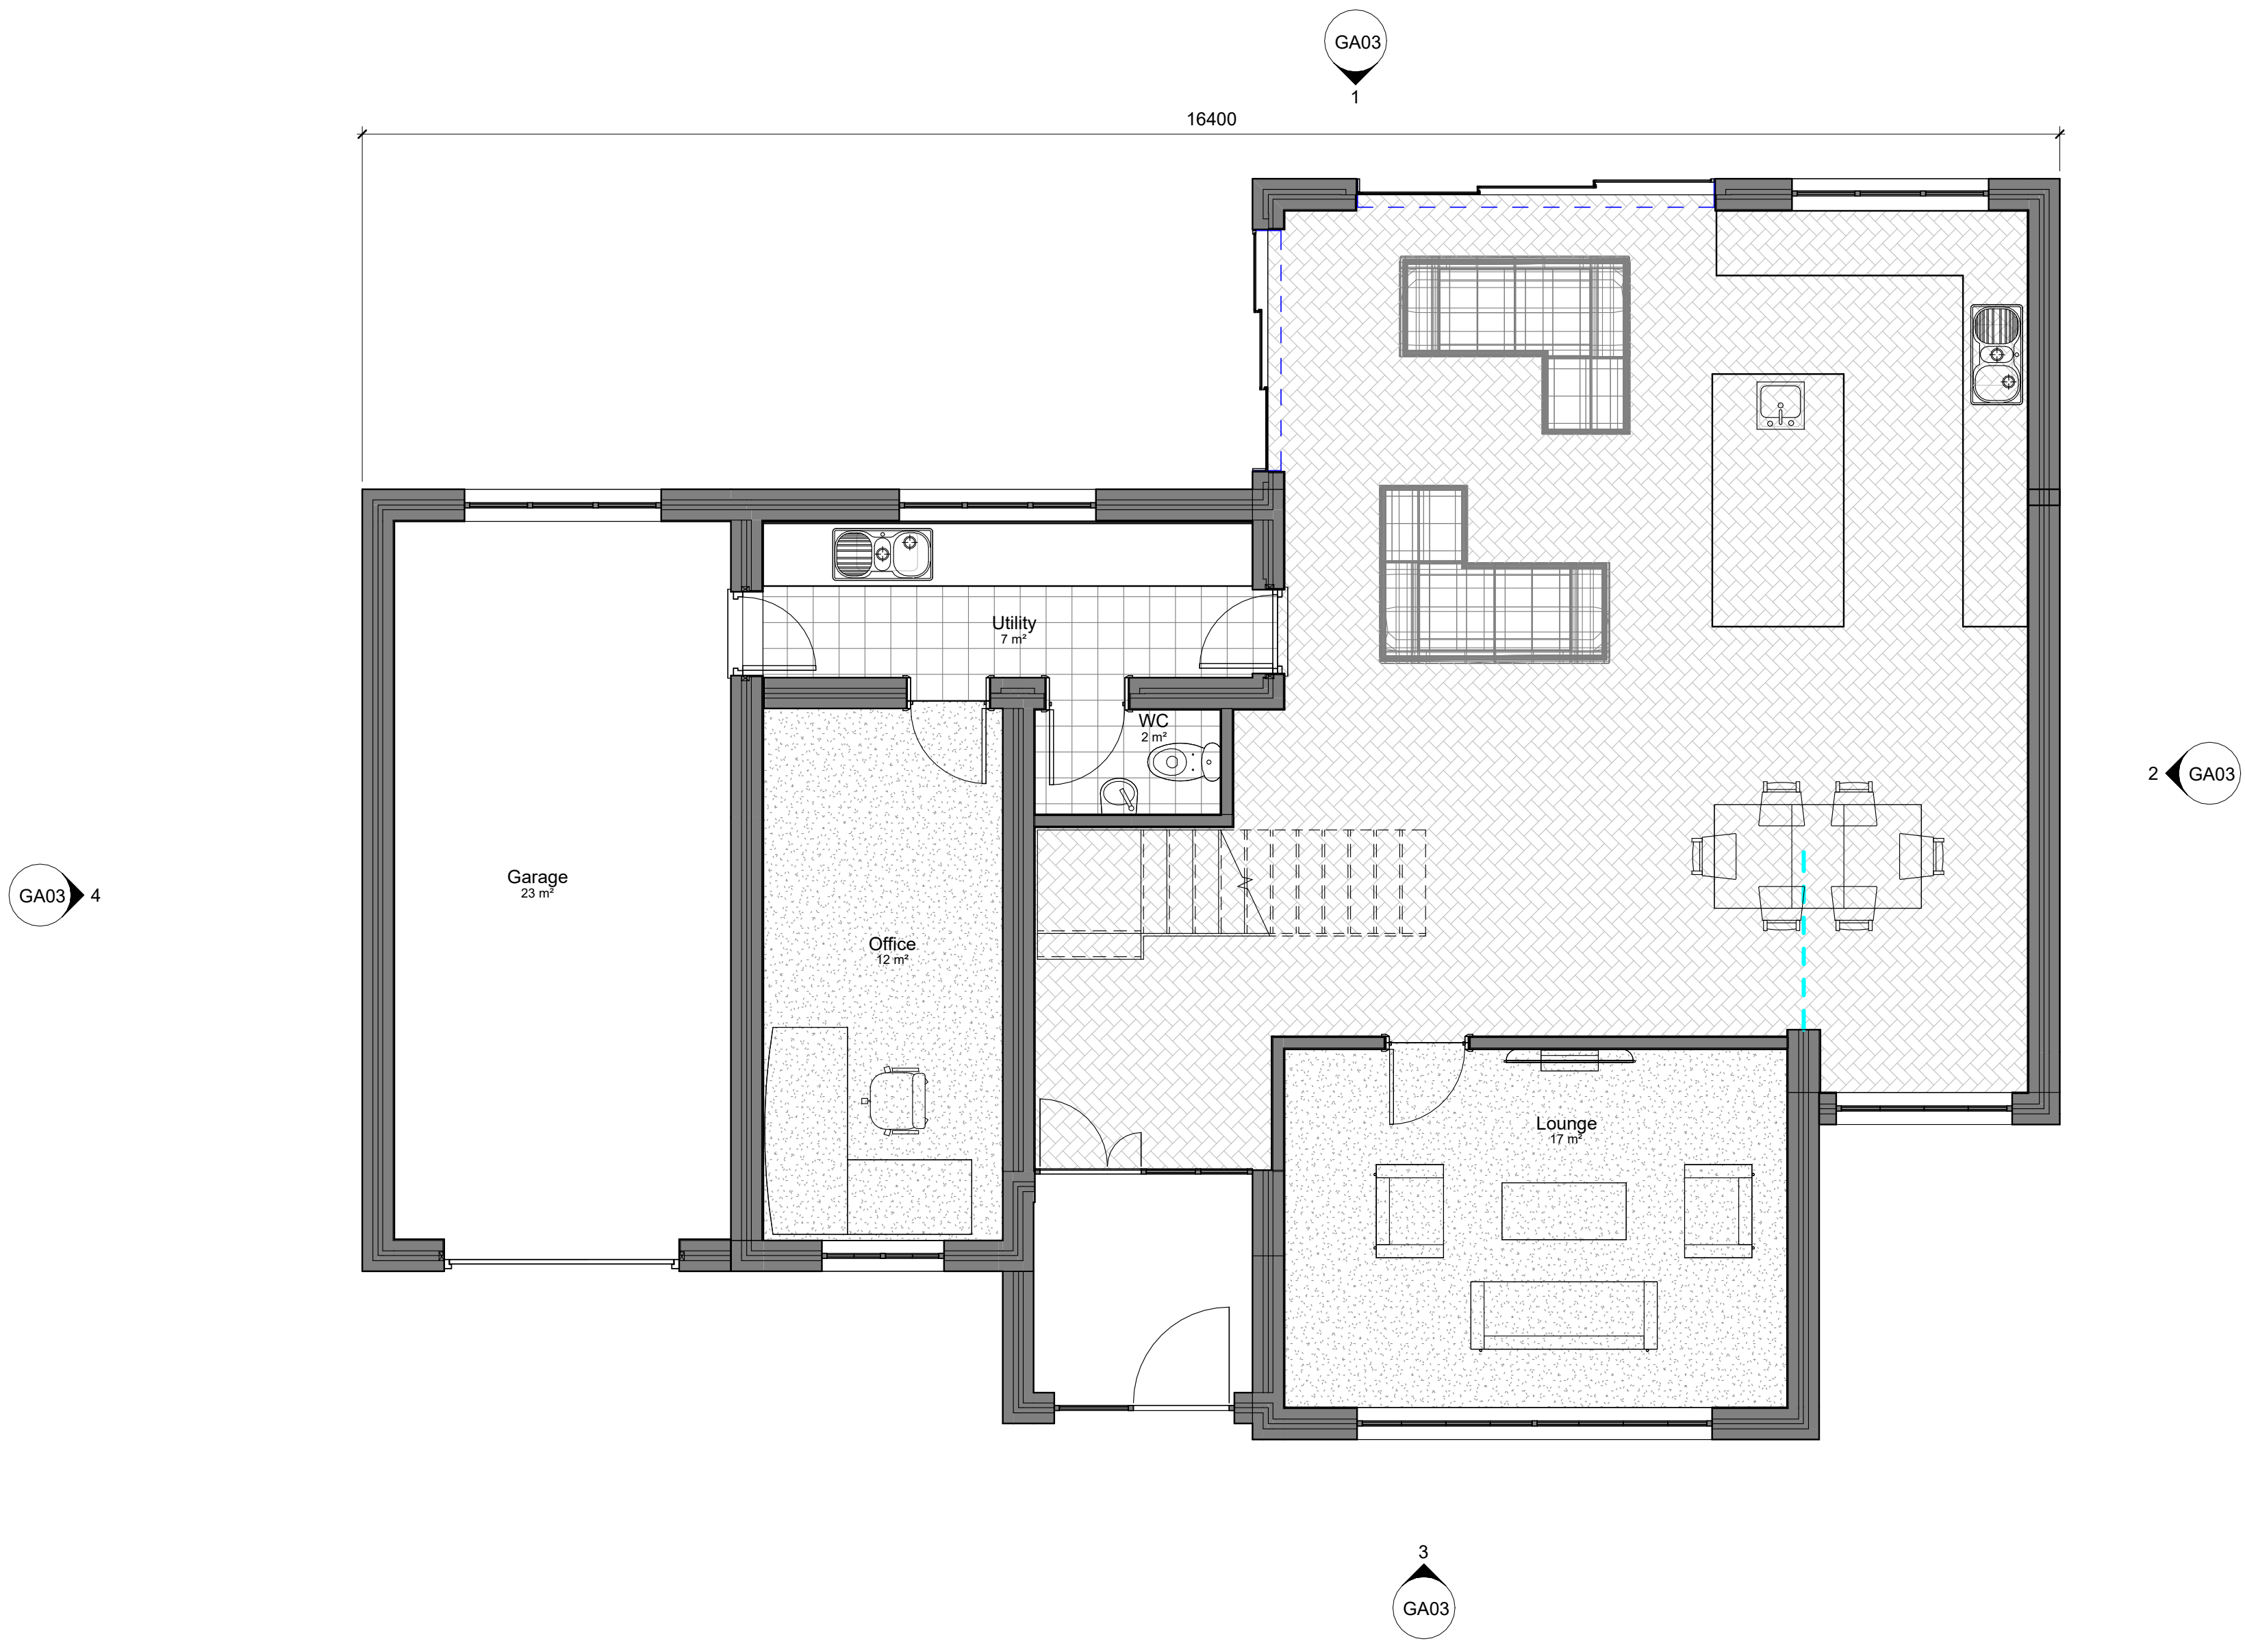 GA03
1
16400
Utility
7 m²
WC
2 m²
2
GA03
Garage
23 m²
GA03
4
Office
12 m²
Lounge
17 m²
3
GA03